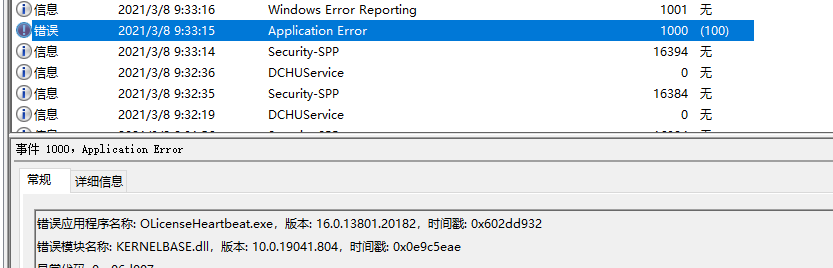 信息 2021/3/8 9:33:16 Windows Error Reporting 1001 无
错误 2021/3/8 9:33:15 Application Error 1000 (100)
信息 2021/3/8 9:33:14 Security-SPP 16394 无
信息 2021/3/8 9:32:36 DCHUService 0 无
信息 2021/3/8 9:32:35 Security-SPP 16384 无
信息 2021/3/8 9:32:19 DCHUService 0 无
事件 1000，Application Error
常规 详细信息
错误应用程序名称: OLicenseHeartbeat.exe，版本: 16.0.13801.20182，时间戳: 0x602dd932
错误模块名称: KERNELBASE.dll，版本: 10.0.19041.804，时间戳: 0x0e9c5eae